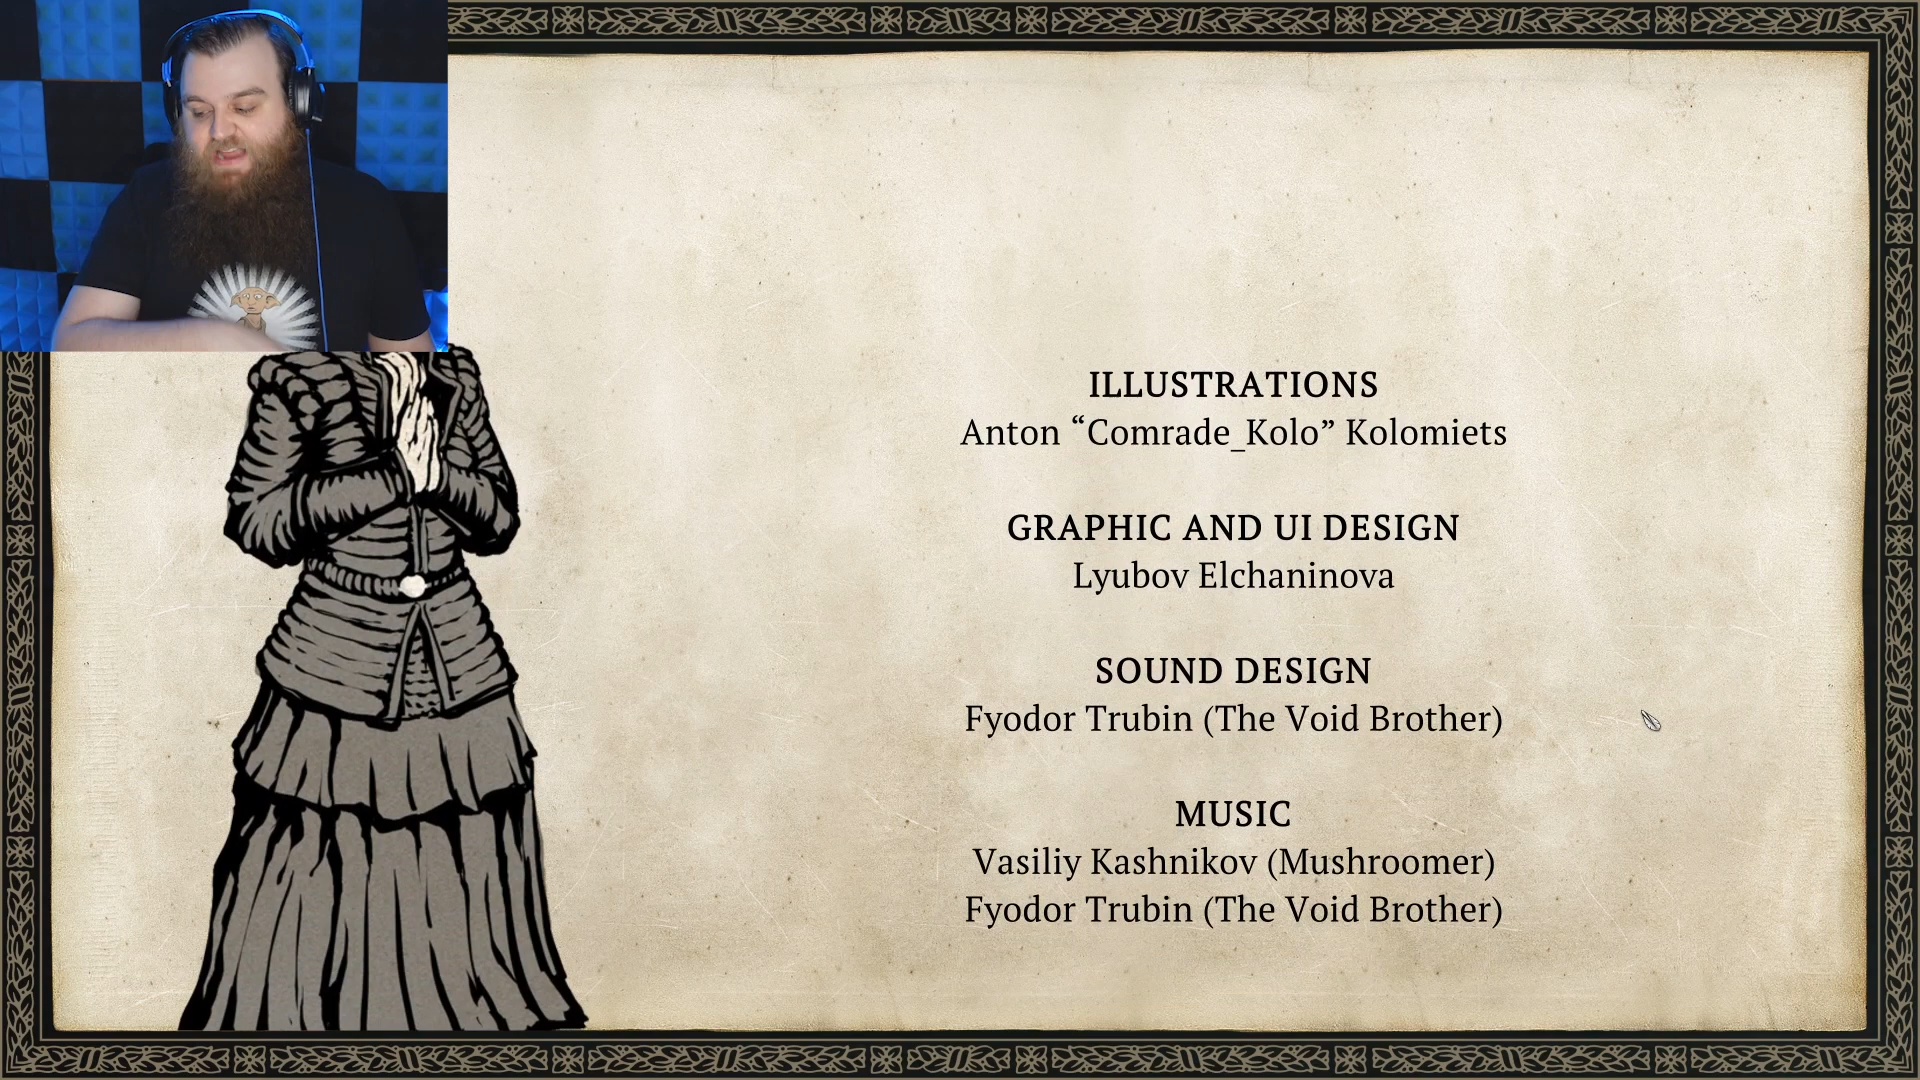 ILLUSTRATIONS
Anton “Comrade_Kolo” Kolomiets
GRAPHIC AND UI DESIGN
Lyubov Elchaninova
SOUND DESIGN
Fyodor Trubin (The Void Brother)
MUSIC
Vasiliy Kashnikov (Mushroomer)
Fyodor Trubin (The Void Brother)